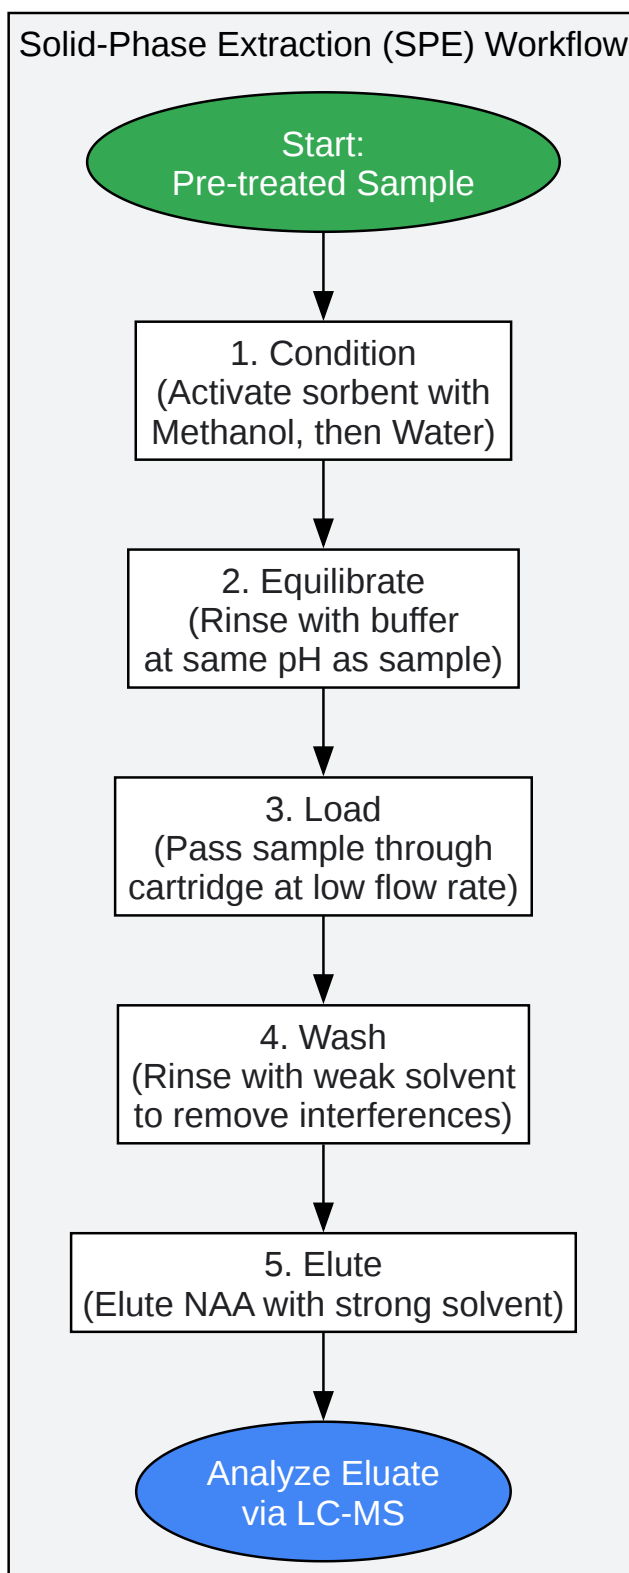 Solid-Phase Extraction (SPE) Workflow
Start:
Pre-treated Sample
1. Condition
(Activate sorbent with
Methanol, then Water)
2. Equilibrate
(Rinse with buffer
at same pH as sample)
3. Load
(Pass sample through
cartridge at low flow rate)
4. Wash
(Rinse with weak solvent
to remove interferences)
5. Elute
(Elute NAA with strong solvent)
Analyze Eluate
via LC-MS